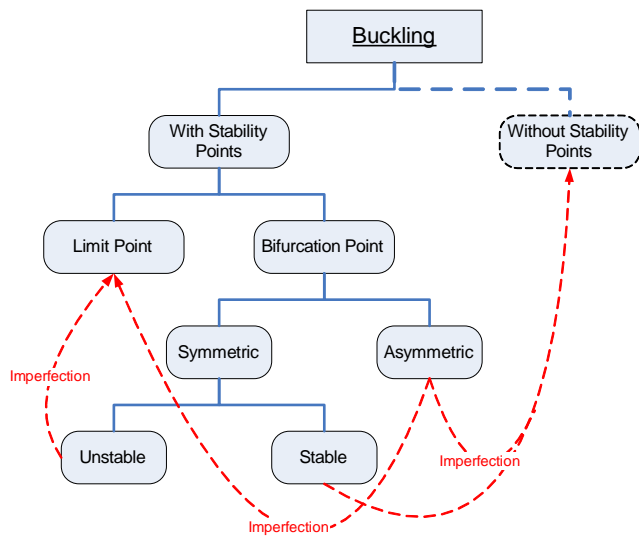 Buckling
With Stability
Points
Without Stability
Points
Limit Point
Bifurcation Point
Symmetric
Asymmetric
Imperfection
Unstable
Stable
Imperfection
Imperfection